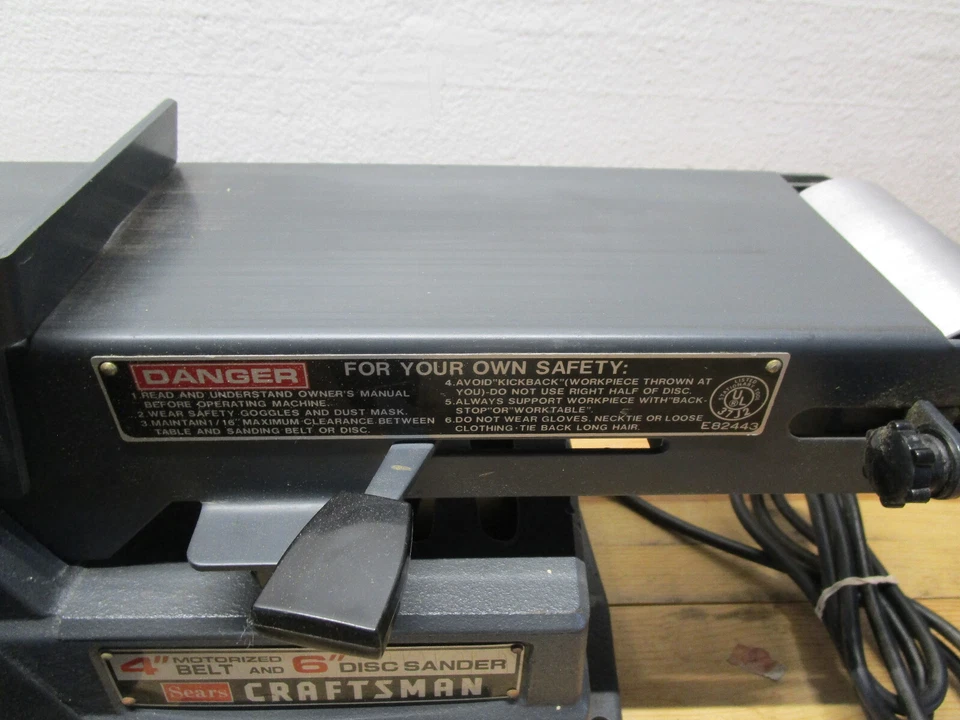 DANGER
FOR YOUR OWN SAFETY:
1.READ AND UNDERSTAND OWNER'S MANUAL
BEFORE OPERATING MACHINE.
2.WEAR SAFETY GOGGLES AND DUST MASK.
3.MAINTAIN 1/16" MAXIMUM CLEARANCE BETWEEN
TABLE AND SANDING BELT OR DISC.
4.AVOID"KICKBACK"(WORKPIECE THROWN AT
YOU)-DO NOT USE RIGHT HALF OF DISC
5.ALWAYS SUPPORT WORKPIECE WITH"BACK-
STOP"OR"WORKTABLE".
6.DO NOT WEAR GLOVES, NECKTIE OR LOOSE
CLOTHING-TIE BACK LONG HAIR.
LISTED
UL
3712
E82443
4" MOTORIZED BELT AND 6" DISC SANDER
Sears CRAFTSMAN